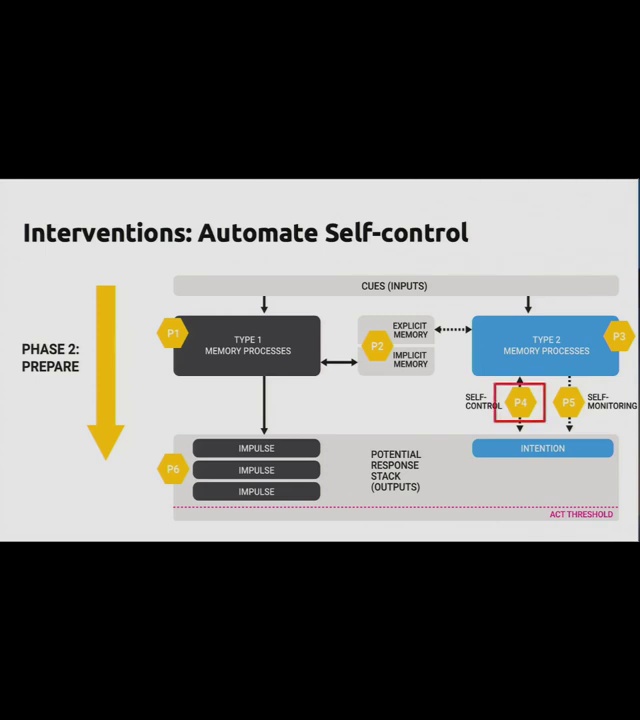 Interventions: Automate Self-control
CUES (INPUTS)
PHASE 2:
PREPARE
P1
TYPE 1
MEMORY PROCESSES
P2
EXPLICIT
MEMORY
IMPLICIT
MEMORY
TYPE 2
MEMORY PROCESSES
P3
SELF-
CONTROL
P4
P5
SELF-
MONITORING
P6
IMPULSE
IMPULSE
IMPULSE
POTENTIAL
RESPONSE
STACK
(OUTPUTS)
INTENTION
ACT THRESHOLD